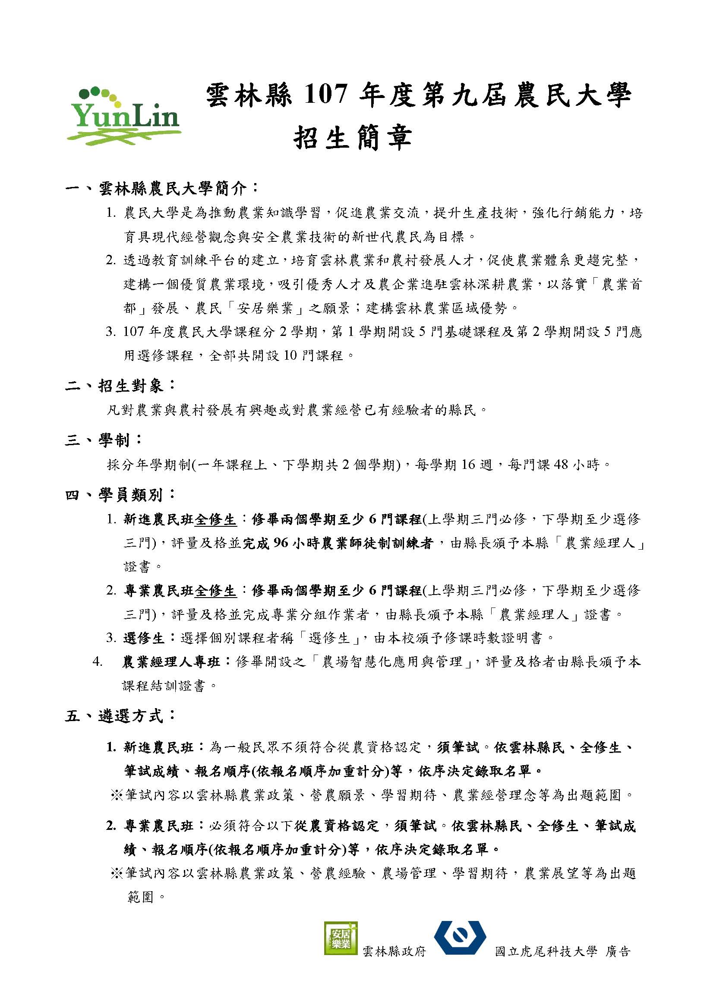 YunLin
雲林縣 107 年度第九屆農民大學
招生簡章
一、雲林縣農民大學簡介：
1. 農民大學是為推動農業知識學習，促進農業交流，提升生產技術，強化行銷能力，培
育具現代經營觀念與安全農業技術的新世代農民為目標。
2. 透過教育訓練平台的建立，培育雲林農業和農村發展人才，促使農業體系更趨完整，
建構一個優質農業環境，吸引優秀人才及農企業進駐雲林深耕農業，以落實「農業首
都」發展、農民「安居樂業」之願景；建構雲林農業區域優勢。
3. 107 年度農民大學課程分 2 學期，第 1 學期開設 5 門基礎課程及第 2 學期開設 5 門應
用選修課程，全部共開設 10 門課程。
二、招生對象：
凡對農業與農村發展有興趣或對農業經營已有經驗者的縣民。
三、學制：
採分年學期制(一年課程上、下學期共 2 個學期)，每學期 16 週，每門課 48 小時。
四、學員類別：
1. 新進農民班全修生：修畢兩個學期至少 6 門課程(上學期三門必修，下學期至少選修
三門)，評量及格並完成 96 小時農業師徒制訓練者，由縣長頒予本縣「農業經理人」
證書。
2. 專業農民班全修生：修畢兩個學期至少 6 門課程(上學期三門必修，下學期至少選修
三門)，評量及格並完成專業分組作業者，由縣長頒予本縣「農業經理人」證書。
3. 選修生：選擇個別課程者稱「選修生」，由本校頒予修課時數證明書。
4. 農業經理人專班：修畢開設之「農場智慧化應用與管理」，評量及格者由縣長頒予本
課程結訓證書。
五、遴選方式：
1. 新進農民班：為一般民眾不須符合從農資格認定，須筆試。依雲林縣民、全修生、
筆試成績、報名順序(依報名順序加重計分)等，依序決定錄取名單。
※筆試內容以雲林縣農業政策、營農願景、學習期待、農業經營理念等為出題範圍。
2. 專業農民班：必須符合以下從農資格認定，須筆試。依雲林縣民、全修生、筆試成
績、報名順序(依報名順序加重計分)等，依序決定錄取名單。
※筆試內容以雲林縣農業政策、營農經驗、農場管理、學習期待，農業展望等為出題
範圍。
安居
樂業
雲林縣政府 國立虎尾科技大學 廣告